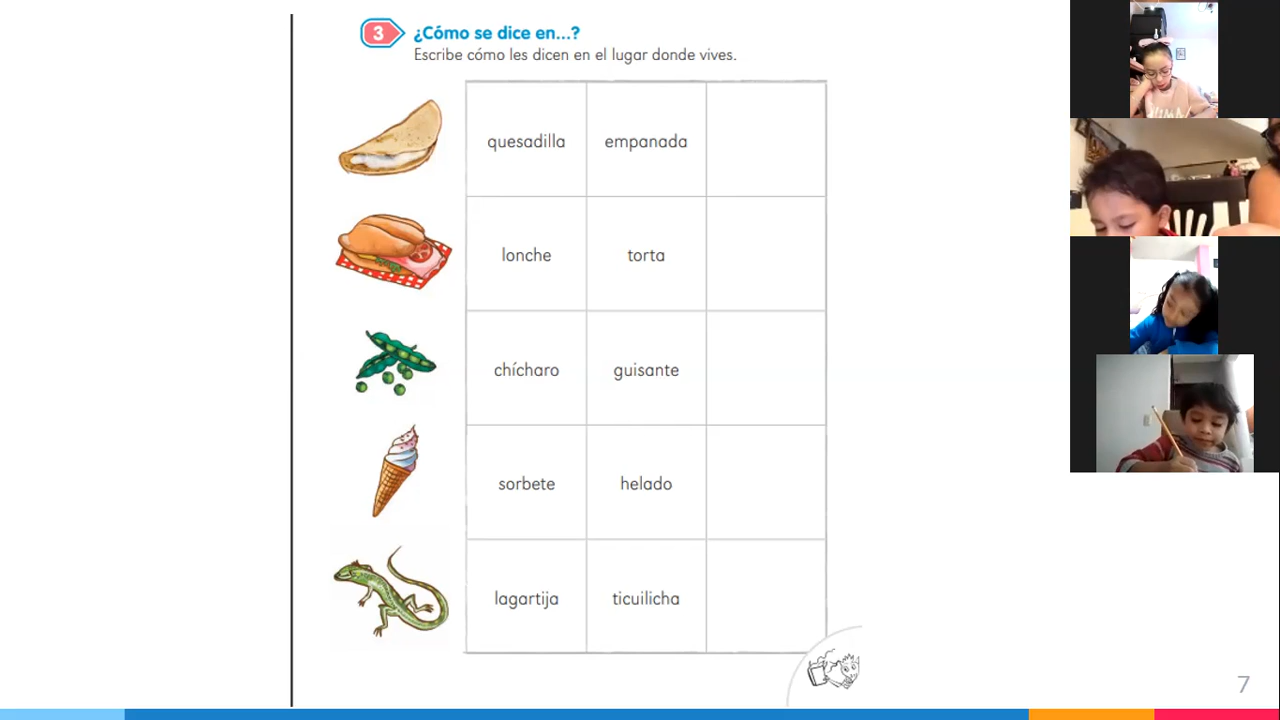 3 ¿Cómo se dice en...?
Escribe cómo les dicen en el lugar donde vives.
quesadilla empanada
lonche torta
chícharo guisante
sorbete helado
lagartija ticuilicha
7